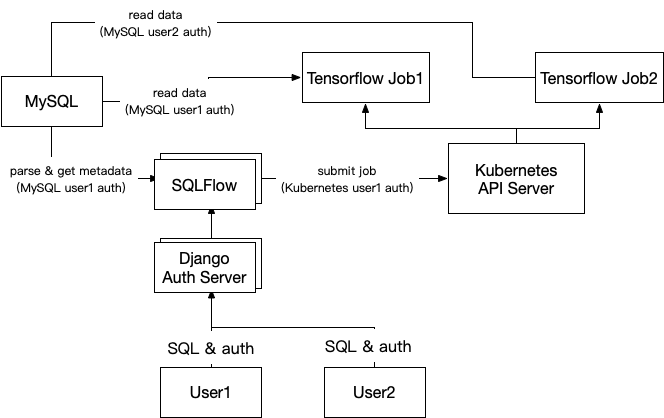 read data
(MySQL user2 auth)
MySQL
read data
(MySQL user1 auth)
Tensorflow Job1
Tensorflow Job2
parse & get metadata
(MySQL user1 auth)
SQLFlow
submit job
(Kubernetes user1 auth)
Kubernetes
API Server
Django
Auth Server
SQL & auth
SQL & auth
User1
User2